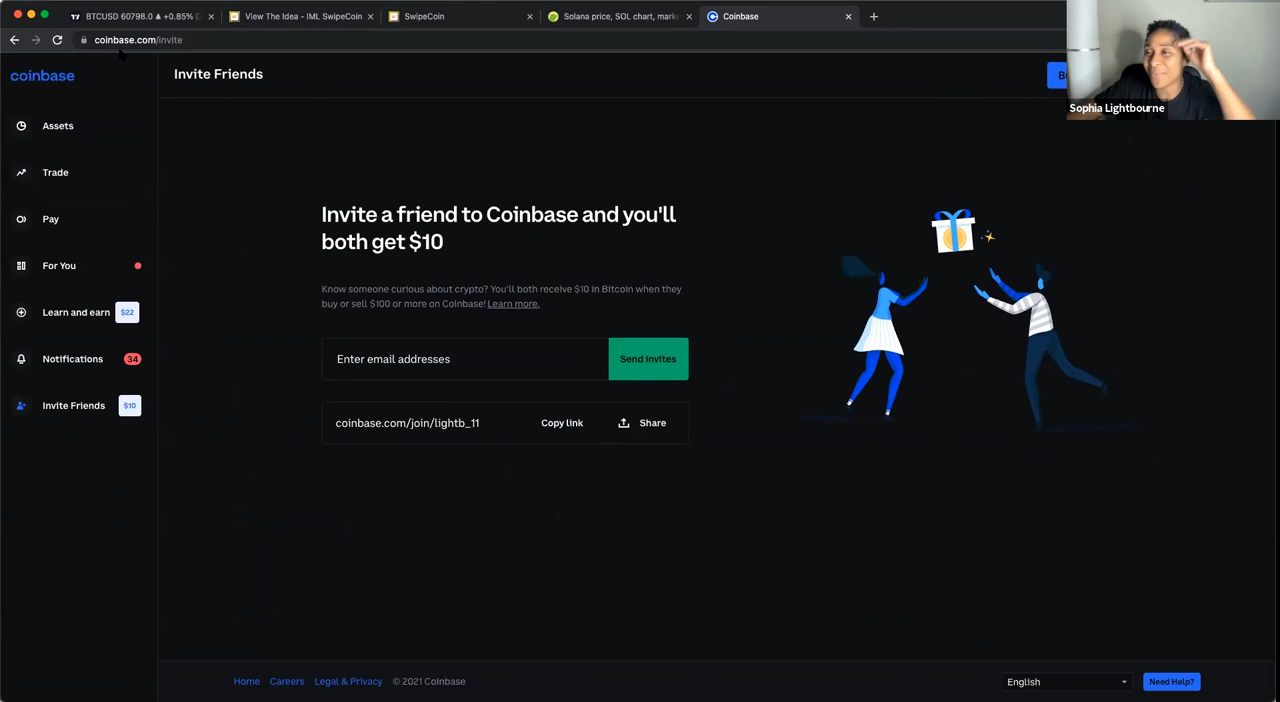 BTCUSD 60798.0 ▲ +0.85%
View The Idea - IML SwipeCoin
SwipeCoin
Solana price, SOL chart, mark
Coinbase
coinbase.com/invite
Sophia Lightbourne
coinbase
Assets
Trade
Pay
For You
Learn and earn $22
Notifications 34
Invite Friends $10
Invite Friends
Invite a friend to Coinbase and you'll
both get $10
Know someone curious about crypto? You'll both receive $10 in Bitcoin when they
buy or sell $100 or more on Coinbase! Learn more.
Enter email addresses
Send invites
coinbase.com/join/lightb_11
Copy link
Share
Home Careers Legal & Privacy © 2021 Coinbase
English
Need Help?